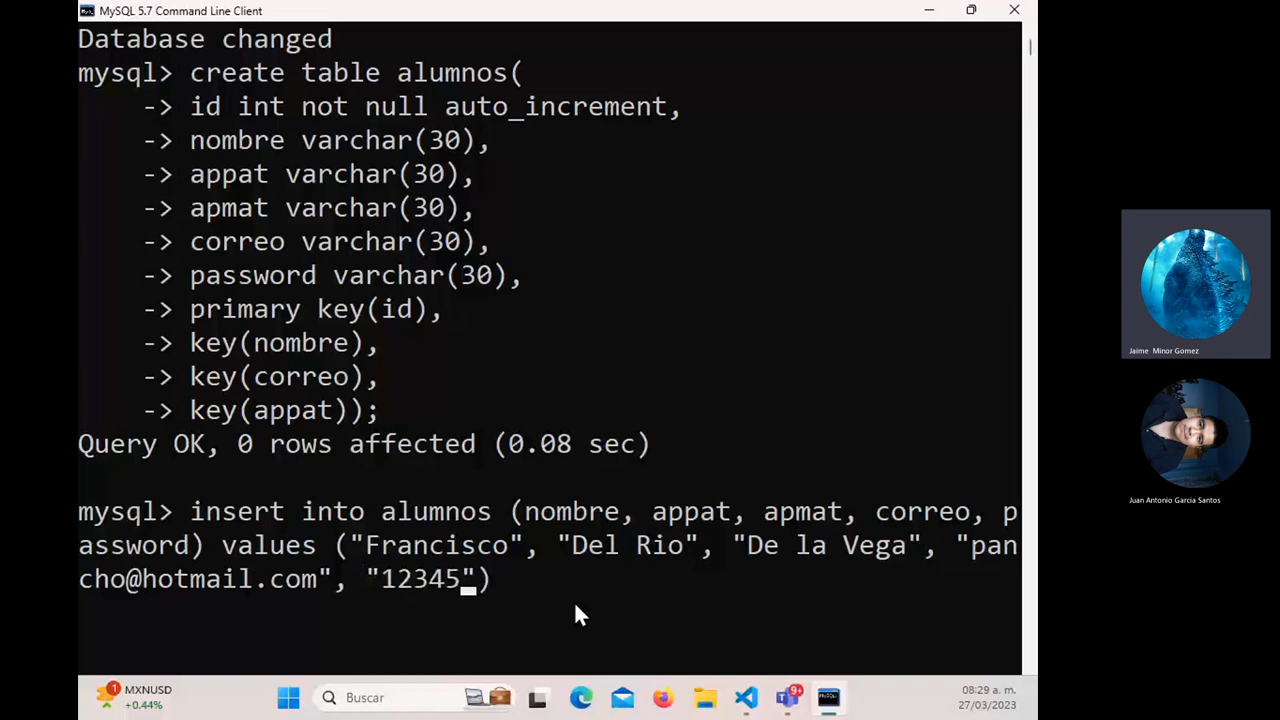 MySQL 5.7 Command Line Client
Database changed
mysql> create table alumnos(
    -> id int not null auto_increment,
    -> nombre varchar(30),
    -> appat varchar(30),
    -> apmat varchar(30),
    -> correo varchar(30),
    -> password varchar(30),
    -> primary key(id),
    -> key(nombre),
    -> key(correo),
    -> key(appat));
Query OK, 0 rows affected (0.08 sec)
mysql> insert into alumnos (nombre, appat, apmat, correo, p
assword) values ("Francisco", "Del Rio", "De la Vega", "pan
cho@hotmail.com", "12345")
Jaime Minor Gomez
Juan Antonio Garcia Santos
1
MXNUSD
+0.44%
Buscar
9+
08:29 a. m.
27/03/2023